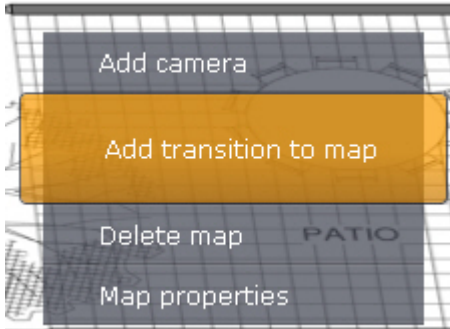 Add camera
Add transition to map
Delete map
PATIO
Map properties